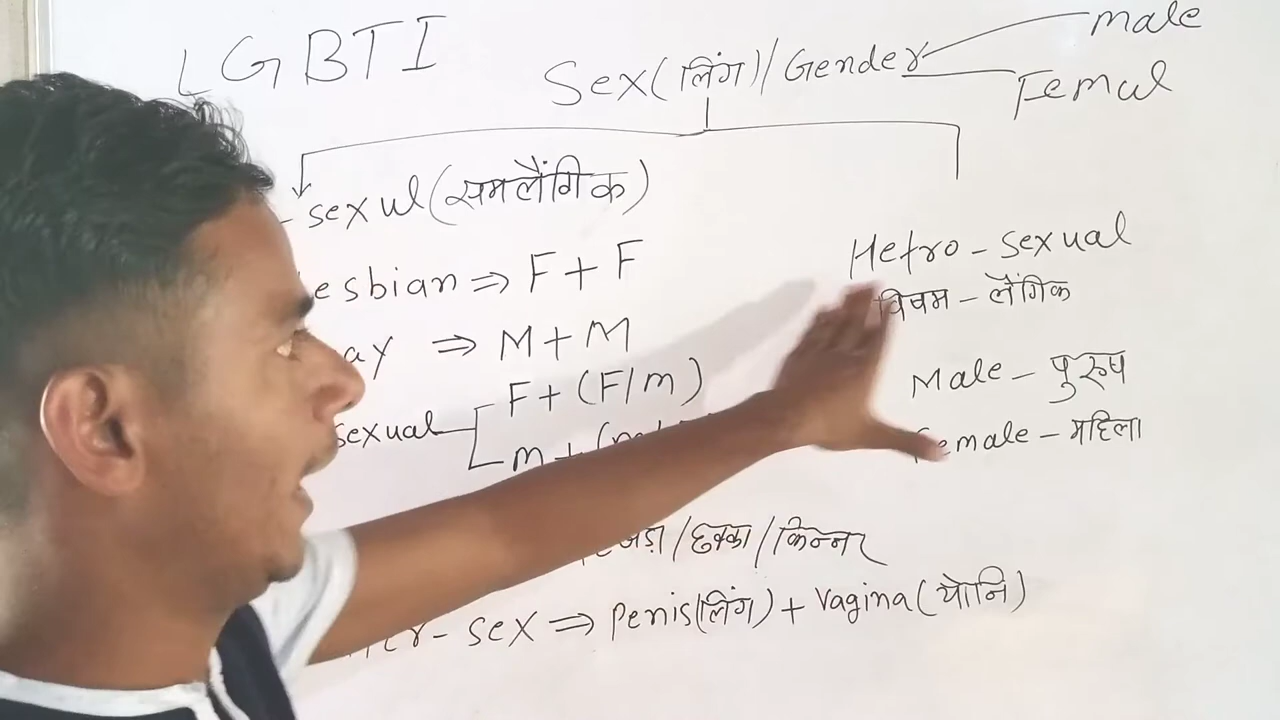 LGBTI
Sex(लिंग)/Gender
male
Femal
-sexul(समलैंगिक)
Hetro-sexual
विषम-लैंगिक
esbian ⇒ F+F
ay ⇒ M+M
sexual F+(F/m)
m+
Male-पुरुष
emale-महिला
/छक्का/किन्नर
-sex ⇒ Penis(लिंग)+Vagina(योनि)